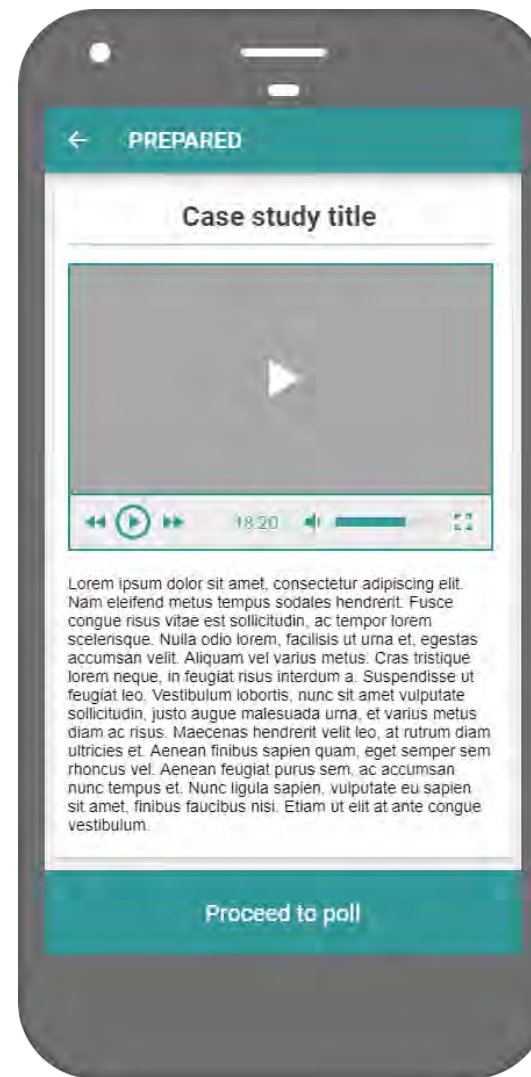 PREPARED
Case study title
18:20
Lorem ipsum dolor sit amet, consectetur adipiscing elit.
Nam eleifend metus tempus sodales hendrerit. Fusce
congue risus vitae est sollicitudin, ac tempor lorem
scelerisque. Nulla odio lorem, facilisis ut urna et, egestas
accumsan velit. Aliquam vel varius metus. Cras tristique
lorem neque, in feugiat risus interdum a. Suspendisse ut
feugiat leo. Vestibulum lobortis, nunc sit amet vulputate
sollicitudin, justo augue malesuada urna, et varius metus
diam ac risus. Maecenas hendrerit velit leo, at rutrum diam
ultricies et. Aenean finibus sapien quam, eget semper sem
rhoncus vel. Aenean feugiat purus sem, ac accumsan
nunc tempus et. Nunc ligula sapien, vulputate eu sapien
sit amet, finibus faucibus nisi. Etiam ut elit at ante congue
vestibulum.
Proceed to poll